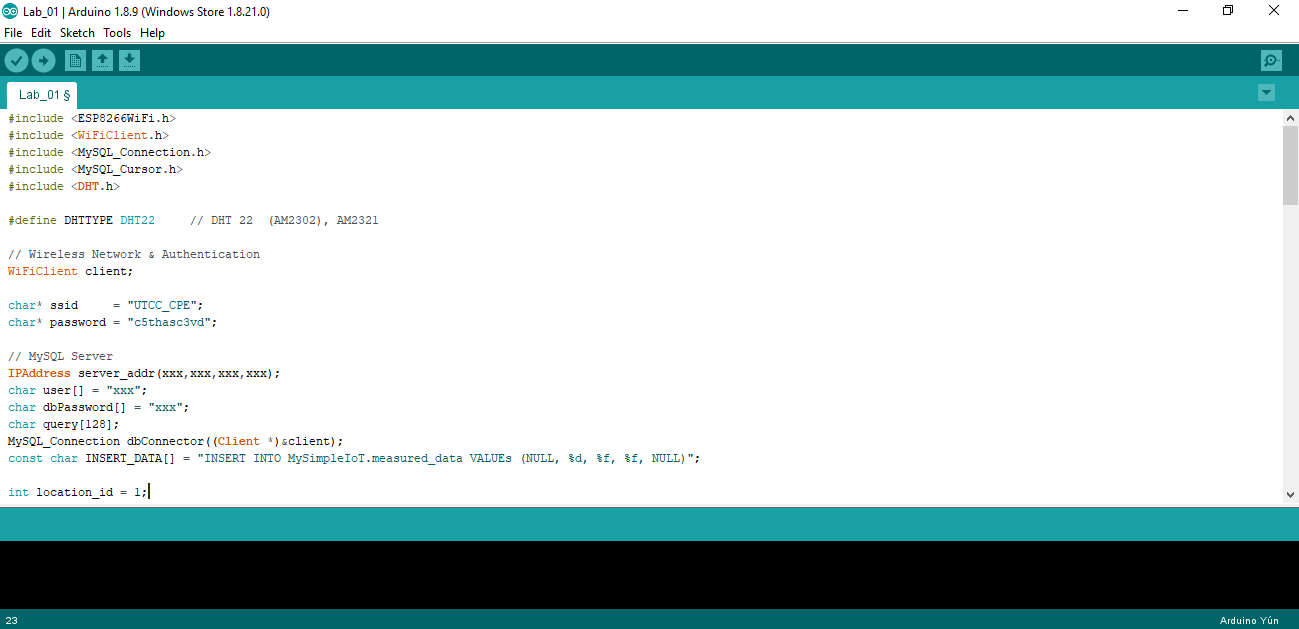 Lab_01 | Arduino 1.8.9 (Windows Store 1.8.21.0)
File Edit Sketch Tools Help
Lab_01 §
#include <ESP8266WiFi.h>
#include <WiFiClient.h>
#include <MySQL_Connection.h>
#include <MySQL_Cursor.h>
#include <DHT.h>
#define DHTTYPE DHT22     // DHT 22  (AM2302), AM2321
// Wireless Network & Authentication
WiFiClient client;
char* ssid     = "UTCC_CPE";
char* password = "c5thasc3vd";
// MySQL Server
IPAddress server_addr(xxx,xxx,xxx,xxx);
char user[] = "xxx";
char dbPassword[] = "xxx";
char query[128];
MySQL_Connection dbConnector((Client *)&client);
const char INSERT_DATA[] = "INSERT INTO MySimpleIoT.measured_data VALUEs (NULL, %d, %f, %f, NULL)";
int location_id = 1;
23
Arduino Yún